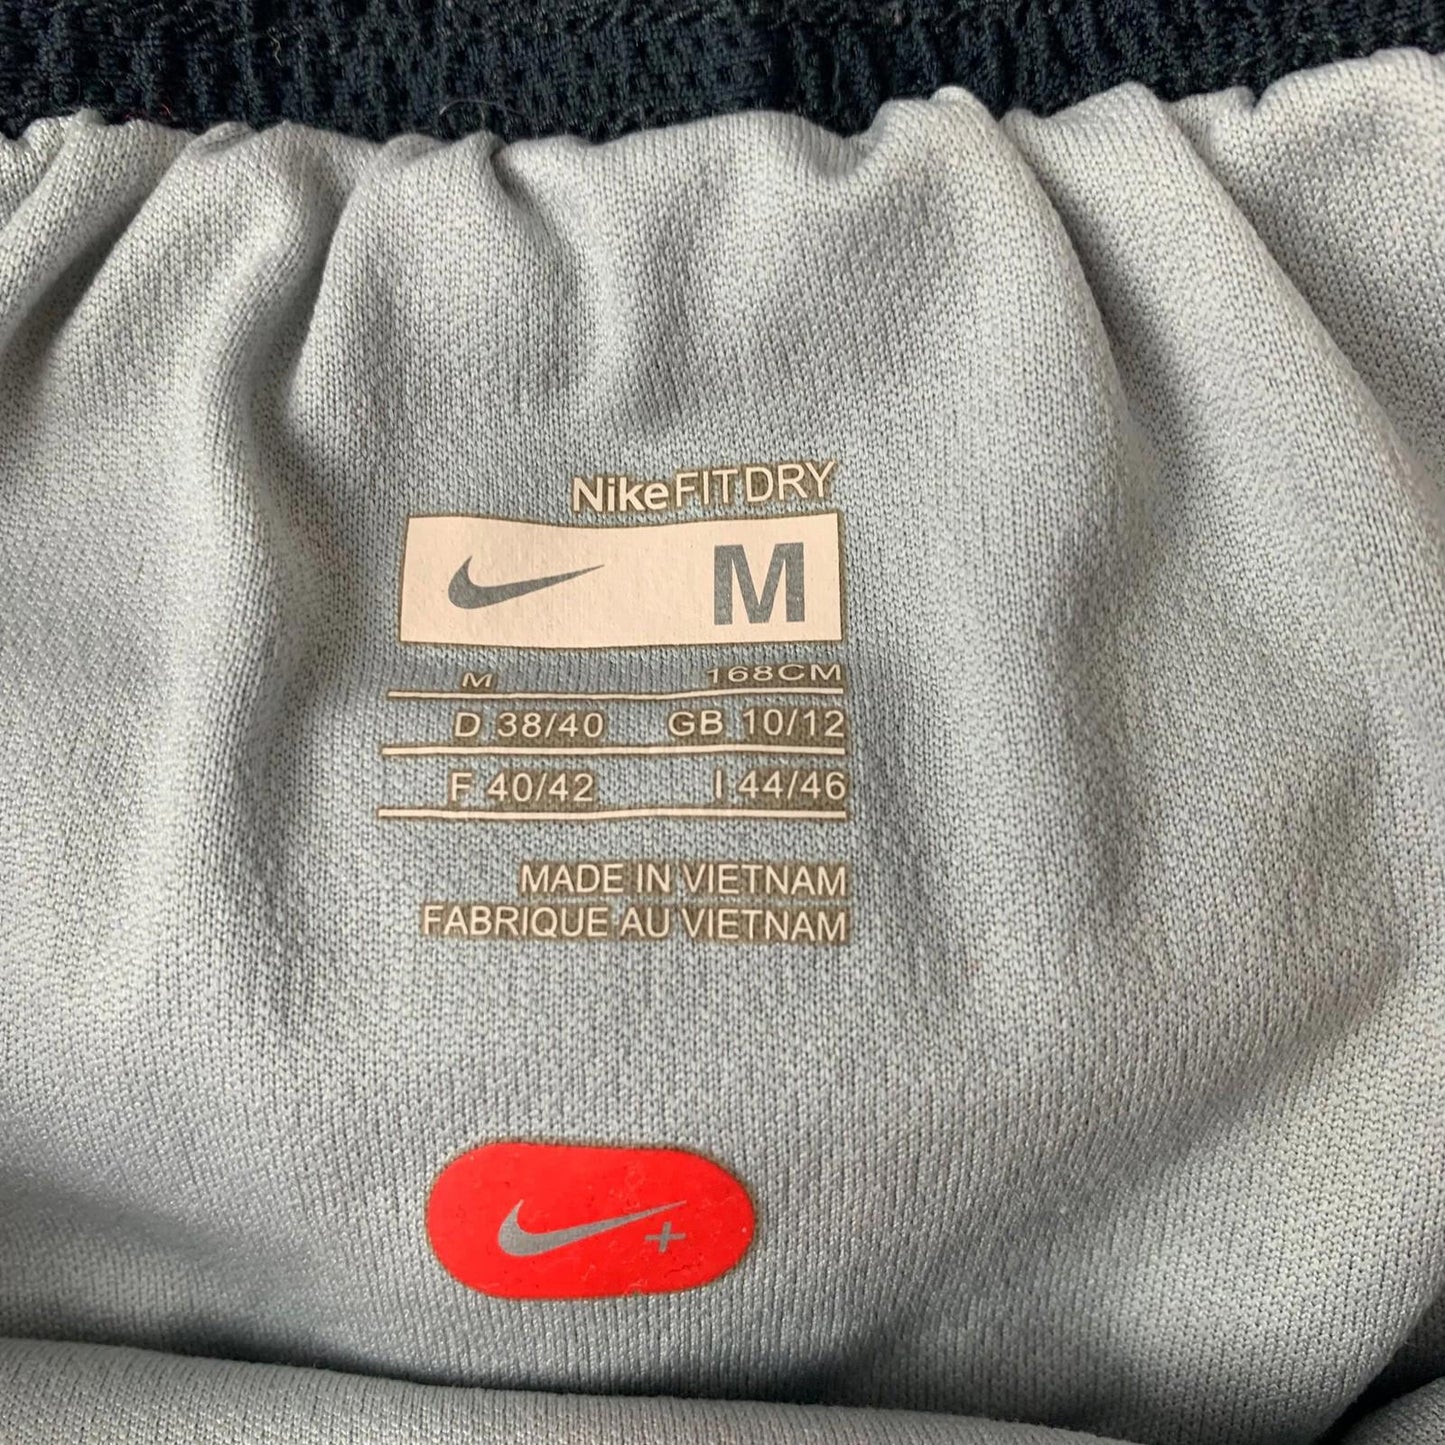 NikeFITDRY
M
M 168CM
D 38/40 GB 10/12
F 40/42 I 44/46
MADE IN VIETNAM
FABRIQUE AU VIETNAM
+